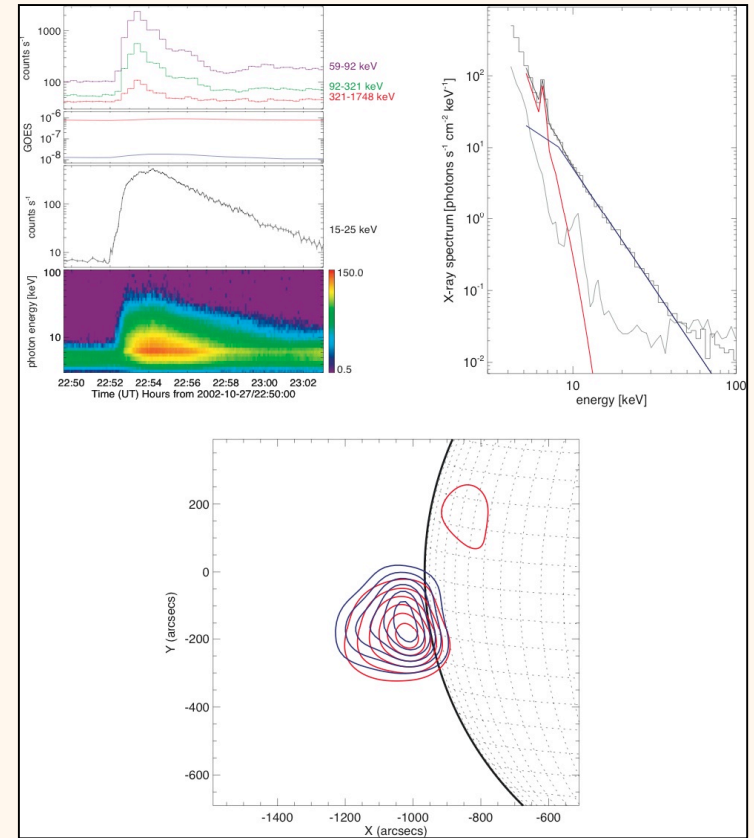 counts s⁻¹
1000
100
59-92 keV
92-321 keV
321-1748 keV
GOES
10⁻⁶
10⁻⁷
10⁻⁸
counts s⁻¹
100
10
15-25 keV
photon energy [keV]
100
10
150.0
0.5
22:50 22:52 22:54 22:56 22:58 23:00 23:02
Time (UT) Hours from 2002-10-27/22:50:00
X-ray spectrum [photons s⁻¹ cm⁻² keV⁻¹]
10²
10¹
10⁰
10⁻¹
10⁻²
10 100
energy [keV]
Y (arcsecs)
200
0
-200
-400
-600
-1400 -1200 -1000 -800 -600
X (arcsecs)